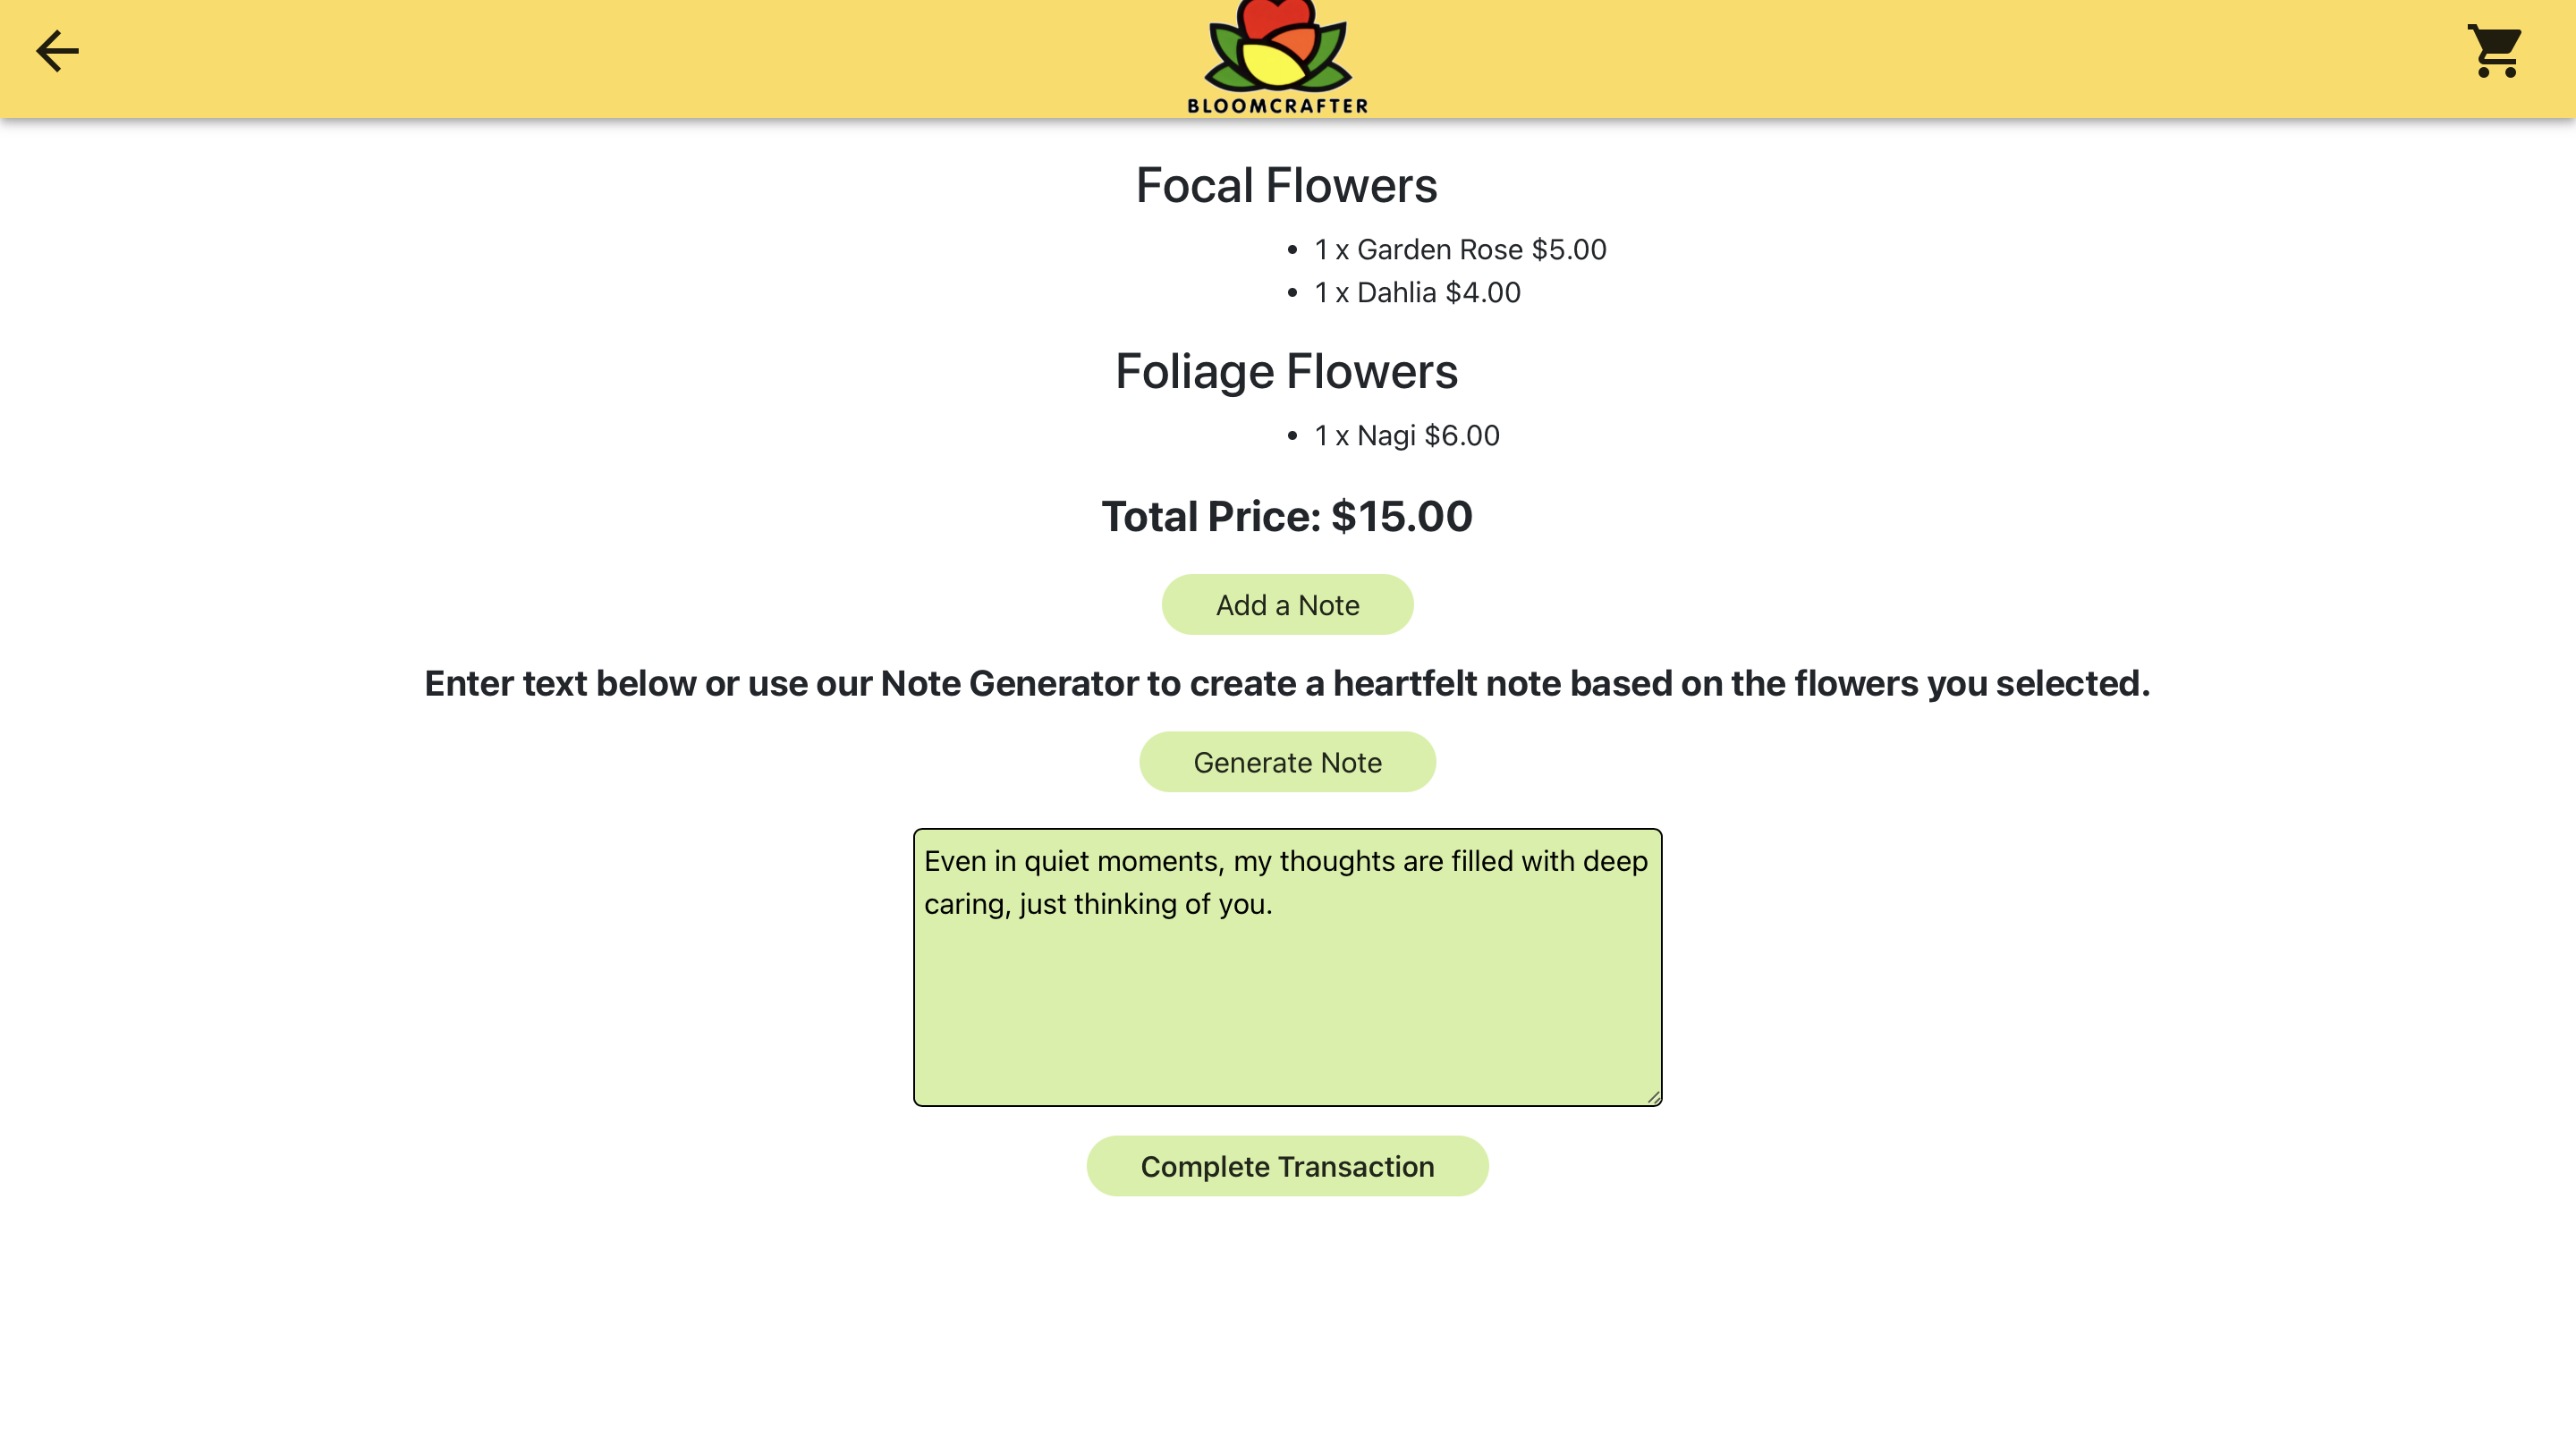 BLOOMCRAFTER
Focal Flowers
• 1 x Garden Rose $5.00
• 1 x Dahlia $4.00
Foliage Flowers
• 1 x Nagi $6.00
Total Price: $15.00
Add a Note
Enter text below or use our Note Generator to create a heartfelt note based on the flowers you selected.
Generate Note
Even in quiet moments, my thoughts are filled with deep
caring, just thinking of you.
Complete Transaction